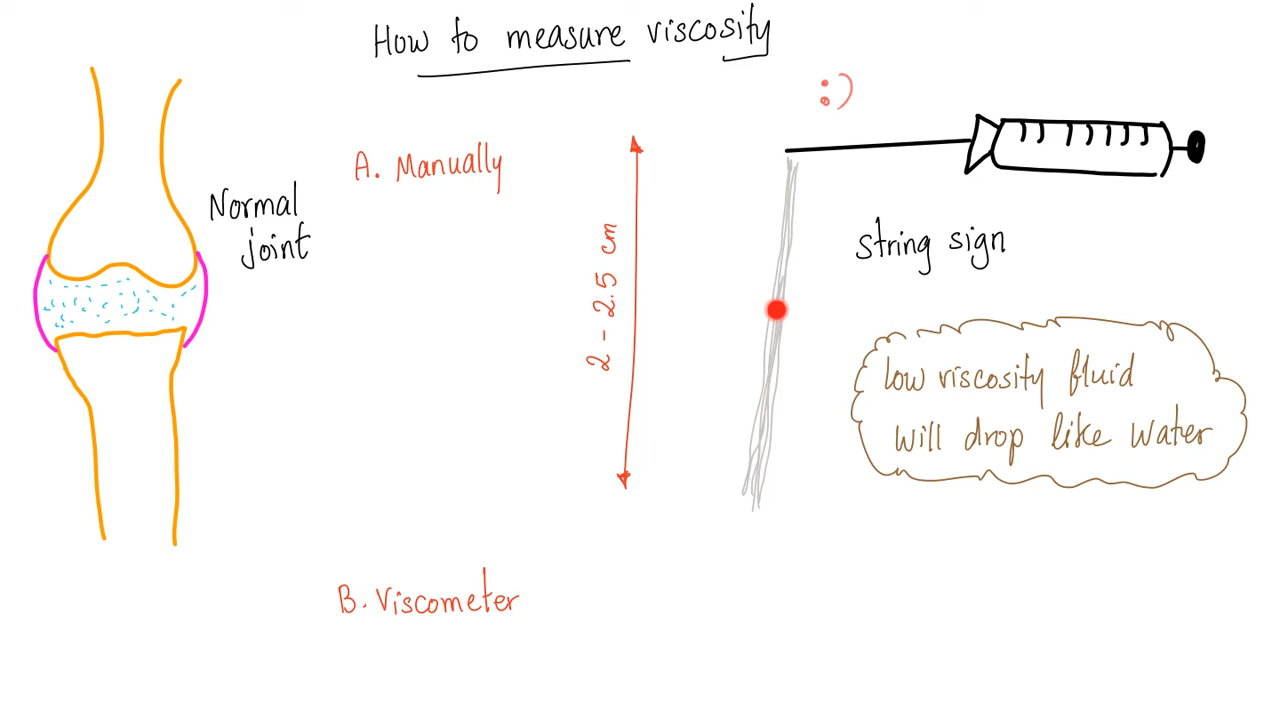 How to measure viscosity
:)
A. Manually
Normal
joint
2 - 2.5 cm
string sign
low viscosity fluid
will drop like water
B. Viscometer